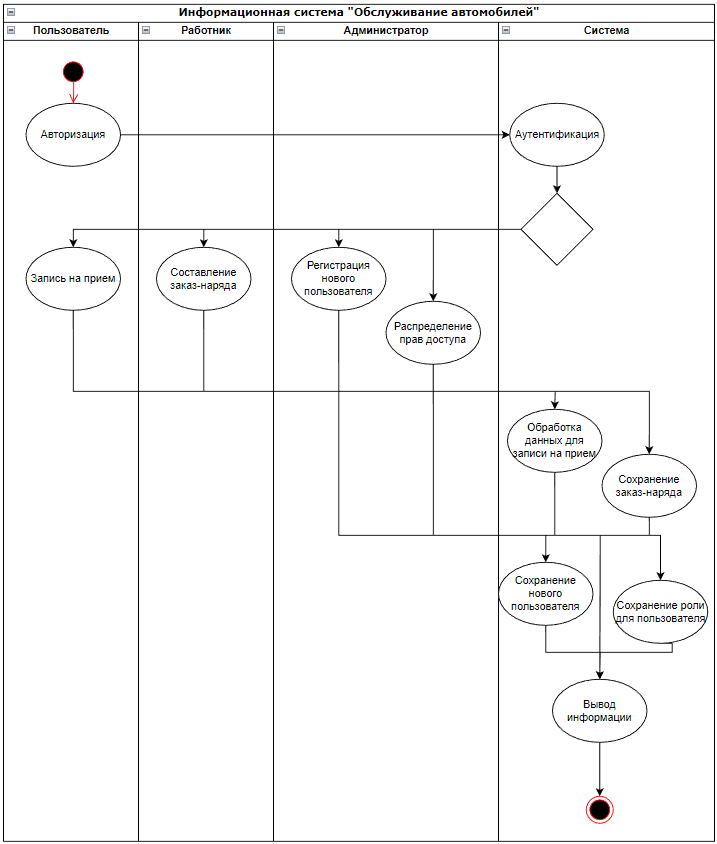 Информационная система "Обслуживание автомобилей"
Пользователь
Работник
Администратор
Система
Авторизация
Аутентификация
Запись на прием
Составление
заказ-наряда
Регистрация
нового
пользователя
Распределение
прав доступа
Обработка
данных для
записи на прием
Сохранение
заказ-наряда
Сохранение
нового
пользователя
Сохранение роли
для пользователя
Вывод
информации